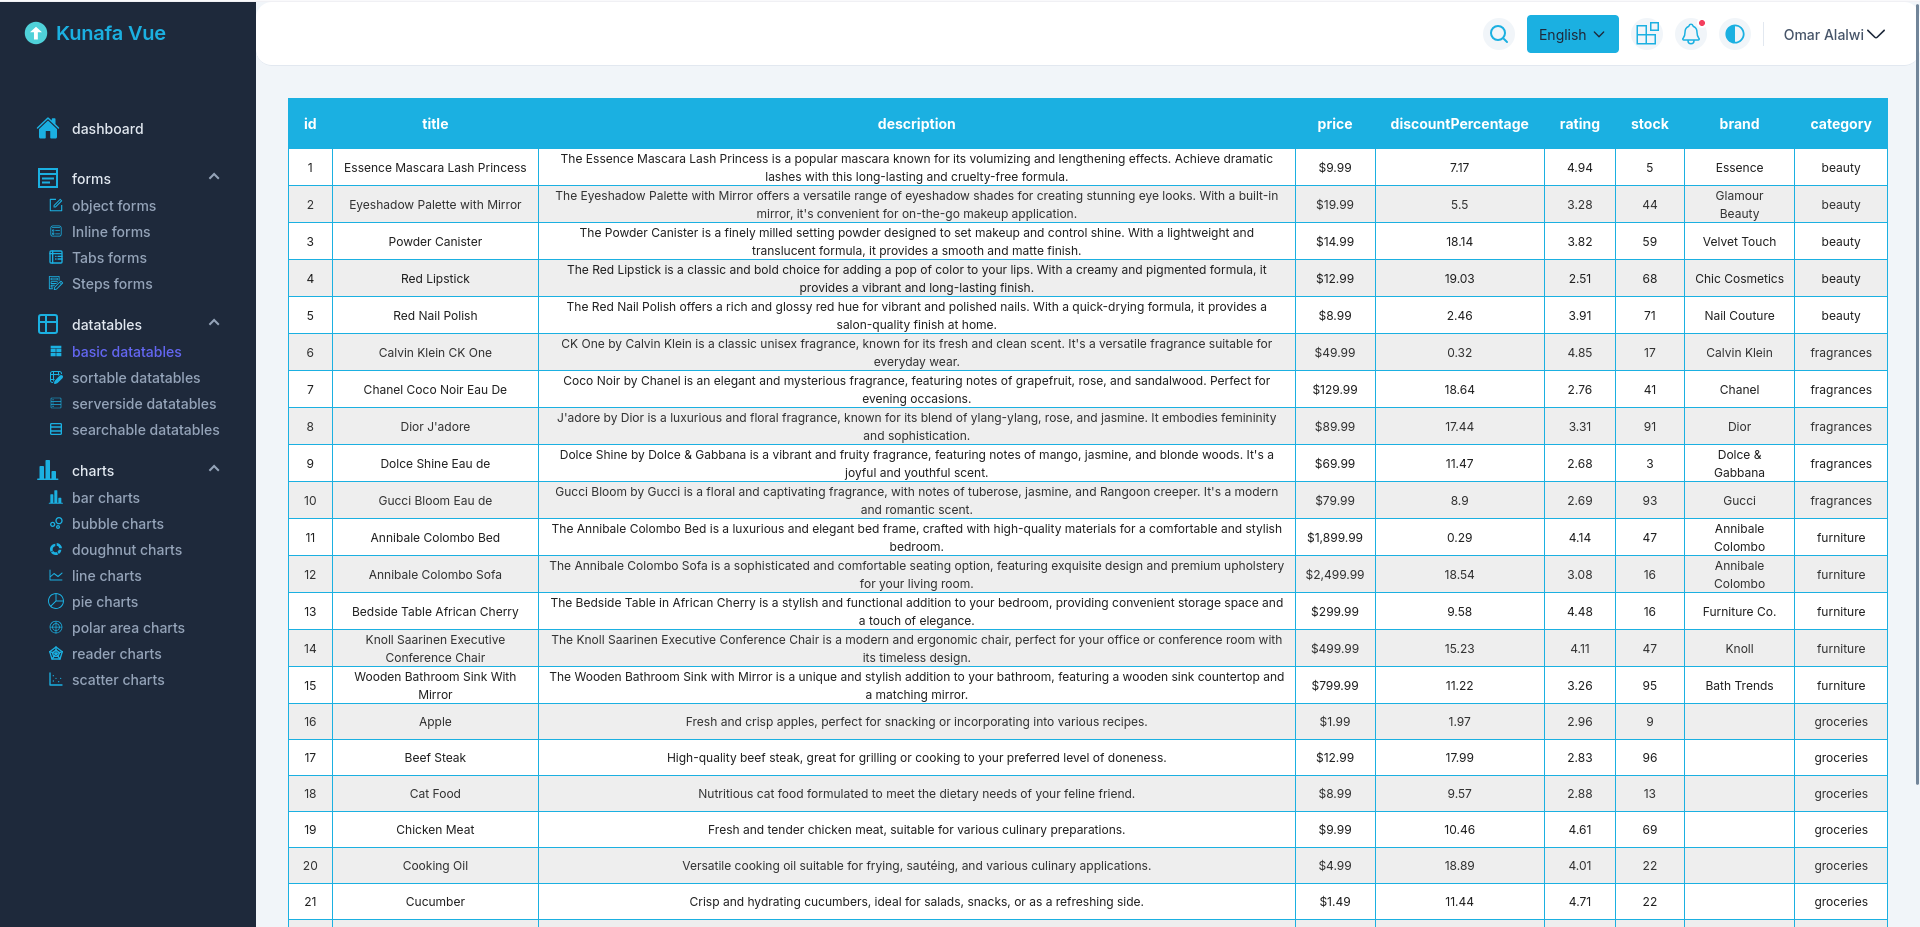 Kunafa Vue
English
Omar Alalwi
dashboard
forms
object forms
Inline forms
Tabs forms
Steps forms
datatables
basic datatables
sortable datatables
serverside datatables
searchable datatables
charts
bar charts
bubble charts
doughnut charts
line charts
pie charts
polar area charts
reader charts
scatter charts
id title description price discountPercentage rating stock brand category
1 Essence Mascara Lash Princess The Essence Mascara Lash Princess is a popular mascara known for its volumizing and lengthening effects. Achieve dramatic
lashes with this long-lasting and cruelty-free formula. $9.99 7.17 4.94 5 Essence beauty
2 Eyeshadow Palette with Mirror The Eyeshadow Palette with Mirror offers a versatile range of eyeshadow shades for creating stunning eye looks. With a built-in
mirror, it's convenient for on-the-go makeup application. $19.99 5.5 3.28 44 Glamour
Beauty beauty
3 Powder Canister The Powder Canister is a finely milled setting powder designed to set makeup and control shine. With a lightweight and
translucent formula, it provides a smooth and matte finish. $14.99 18.14 3.82 59 Velvet Touch beauty
4 Red Lipstick The Red Lipstick is a classic and bold choice for adding a pop of color to your lips. With a creamy and pigmented formula, it
provides a vibrant and long-lasting finish. $12.99 19.03 2.51 68 Chic Cosmetics beauty
5 Red Nail Polish The Red Nail Polish offers a rich and glossy red hue for vibrant and polished nails. With a quick-drying formula, it provides a
salon-quality finish at home. $8.99 2.46 3.91 71 Nail Couture beauty
6 Calvin Klein CK One CK One by Calvin Klein is a classic unisex fragrance, known for its fresh and clean scent. It's a versatile fragrance suitable for
everyday wear. $49.99 0.32 4.85 17 Calvin Klein fragrances
7 Chanel Coco Noir Eau De Coco Noir by Chanel is an elegant and mysterious fragrance, featuring notes of grapefruit, rose, and sandalwood. Perfect for
evening occasions. $129.99 18.64 2.76 41 Chanel fragrances
8 Dior J'adore J'adore by Dior is a luxurious and floral fragrance, known for its blend of ylang-ylang, rose, and jasmine. It embodies femininity
and sophistication. $89.99 17.44 3.31 91 Dior fragrances
9 Dolce Shine Eau de Dolce Shine by Dolce & Gabbana is a vibrant and fruity fragrance, featuring notes of mango, jasmine, and blonde woods. It's a
joyful and youthful scent. $69.99 11.47 2.68 3 Dolce &
Gabbana fragrances
10 Gucci Bloom Eau de Gucci Bloom by Gucci is a floral and captivating fragrance, with notes of tuberose, jasmine, and Rangoon creeper. It's a modern
and romantic scent. $79.99 8.9 2.69 93 Gucci fragrances
11 Annibale Colombo Bed The Annibale Colombo Bed is a luxurious and elegant bed frame, crafted with high-quality materials for a comfortable and stylish
bedroom. $1,899.99 0.29 4.14 47 Annibale
Colombo furniture
12 Annibale Colombo Sofa The Annibale Colombo Sofa is a sophisticated and comfortable seating option, featuring exquisite design and premium upholstery
for your living room. $2,499.99 18.54 3.08 16 Annibale
Colombo furniture
13 Bedside Table African Cherry The Bedside Table in African Cherry is a stylish and functional addition to your bedroom, providing convenient storage space and
a touch of elegance. $299.99 9.58 4.48 16 Furniture Co. furniture
14 Knoll Saarinen Executive
Conference Chair The Knoll Saarinen Executive Conference Chair is a modern and ergonomic chair, perfect for your office or conference room with
its timeless design. $499.99 15.23 4.11 47 Knoll furniture
15 Wooden Bathroom Sink With
Mirror The Wooden Bathroom Sink with Mirror is a unique and stylish addition to your bathroom, featuring a wooden sink countertop and
a matching mirror. $799.99 11.22 3.26 95 Bath Trends furniture
16 Apple Fresh and crisp apples, perfect for snacking or incorporating into various recipes. $1.99 1.97 2.96 9 groceries
17 Beef Steak High-quality beef steak, great for grilling or cooking to your preferred level of doneness. $12.99 17.99 2.83 96 groceries
18 Cat Food Nutritious cat food formulated to meet the dietary needs of your feline friend. $8.99 9.57 2.88 13 groceries
19 Chicken Meat Fresh and tender chicken meat, suitable for various culinary preparations. $9.99 10.46 4.61 69 groceries
20 Cooking Oil Versatile cooking oil suitable for frying, sautéing, and various culinary applications. $4.99 18.89 4.01 22 groceries
21 Cucumber Crisp and hydrating cucumbers, ideal for salads, snacks, or as a refreshing side. $1.49 11.44 4.71 22 groceries